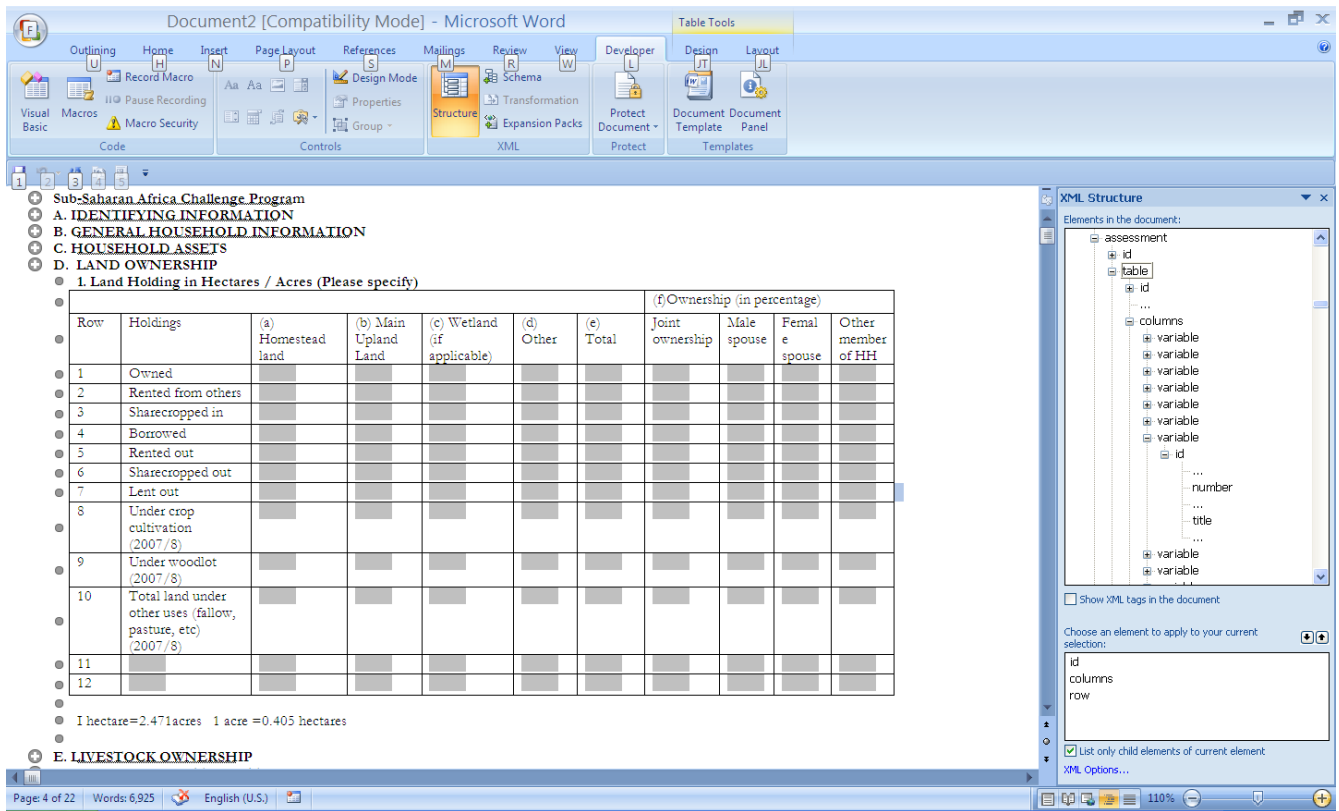 Document2 [Compatibility Mode] - Microsoft Word
Table Tools
Outlining Home Insert Page Layout References Mailings Review View Developer Design Layout
U H N P S M R W L JT JL
Visual Basic
Macros
Record Macro
Pause Recording
Macro Security
Code
Aa Aa
Design Mode
Properties
Group
Controls
Structure
Schema
Transformation
Expansion Packs
XML
Protect Document
Protect
Document Template
Document Panel
Templates
1 2 3 4 5
Sub-Saharan Africa Challenge Program
A. IDENTIFYING INFORMATION
B. GENERAL HOUSEHOLD INFORMATION
C. HOUSEHOLD ASSETS
D. LAND OWNERSHIP
1. Land Holding in Hectares / Acres (Please specify)
(f)Ownership (in percentage)
Row Holdings (a) Homestead land (b) Main Upland Land (c) Wetland (if applicable) (d) Other (e) Total Joint ownership Male spouse Femal e spouse Other member of HH
1 Owned
2 Rented from others
3 Sharecropped in
4 Borrowed
5 Rented out
6 Sharecropped out
7 Lent out
8 Under crop
cultivation
(2007/8)
9 Under woodlot
(2007/8)
10 Total land under
other uses (fallow,
pasture, etc)
(2007/8)
11
12
I hectare=2.471acres 1 acre =0.405 hectares
E. LIVESTOCK OWNERSHIP
XML Structure
Elements in the document:
assessment
id
table
id
...
columns
variable
variable
variable
variable
variable
variable
variable
id
...
number
...
title
...
variable
variable
Show XML tags in the document
Choose an element to apply to your current
selection:
id
columns
row
List only child elements of current element
XML Options...
Page: 4 of 22 Words: 6,925 English (U.S.) 110%